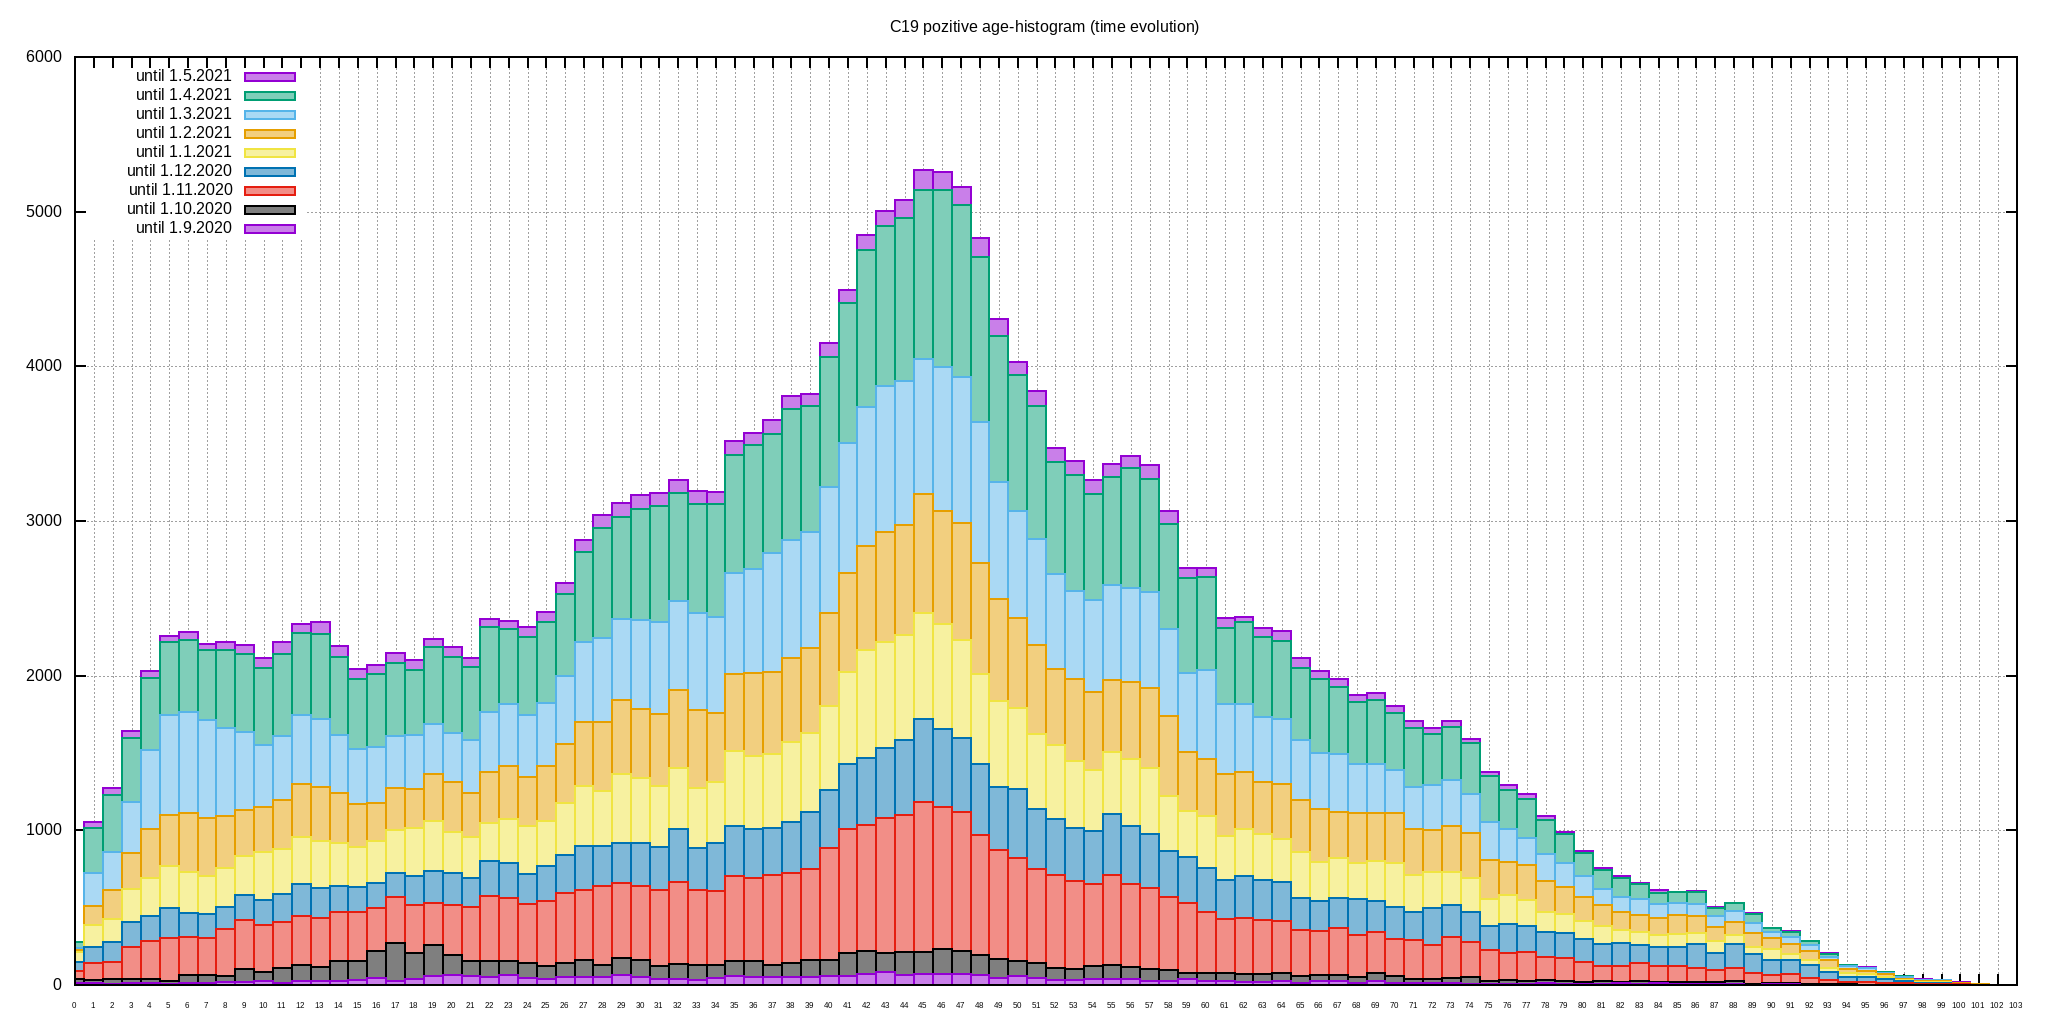 C19 pozitive age-histogram (time evolution)
6000
5000
4000
3000
2000
1000
0
until 1.5.2021
until 1.4.2021
until 1.3.2021
until 1.2.2021
until 1.1.2021
until 1.12.2020
until 1.11.2020
until 1.10.2020
until 1.9.2020
0 1 2 3 4 5 6 7 8 9 10 11 12 13 14 15 16 17 18 19 20 21 22 23 24 25 26 27 28 29 30 31 32 33 34 35 36 37 38 39 40 41 42 43 44 45 46 47 48 49 50 51 52 53 54 55 56 57 58 59 60 61 62 63 64 65 66 67 68 69 70 71 72 73 74 75 76 77 78 79 80 81 82 83 84 85 86 87 88 89 90 91 92 93 94 95 96 97 98 99 100 101 102 103